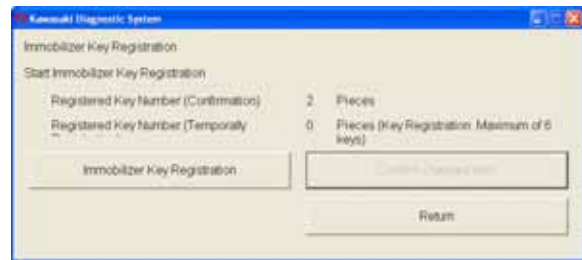 Kawasaki Diagnostic System
Immobilizer Key Registration
Start Immobilizer Key Registration
Registered Key Number (Confirmation) 2 Pieces
Registered Key Number (Temporally 0 Pieces (Key Registration: Maximum of 6
keys)
Immobilizer Key Registration
Return